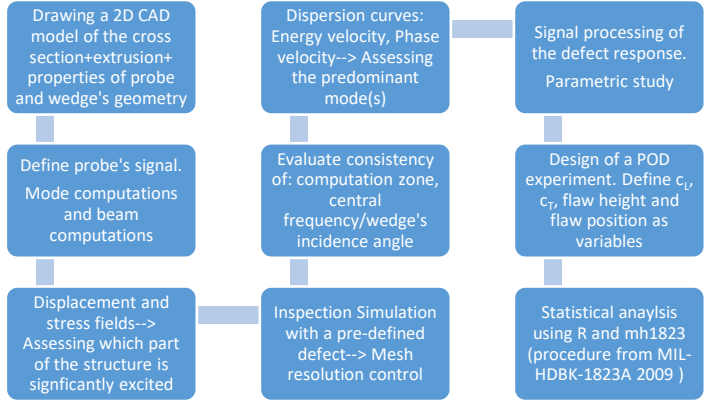 Drawing a 2D CAD
model of the cross
section+extrusion+
properties of probe
and wedge's geometry
Define probe's signal.
Mode computations
and beam
computations
Displacement and
stress fields-->
Assessing which part
of the structure is
signficantly excited
Inspection Simulation
with a pre-defined
defect--> Mesh
resolution control
Evaluate consistency
of: computation zone,
central
frequency/wedge's
incidence angle
Dispersion curves:
Energy velocity, Phase
velocity--> Assessing
the predominant
mode(s)
Signal processing of
the defect response.
Parametric study
Design of a POD
experiment. Define c_L,
c_T, flaw height and
flaw position as
variables
Statistical anaylsis
using R and mh1823
(procedure from MIL-
HDBK-1823A 2009 )